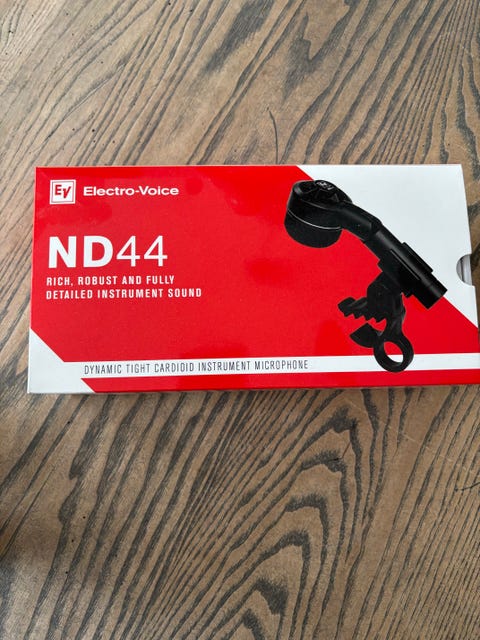 EV Electro-Voice
ND44
RICH, ROBUST AND FULLY
DETAILED INSTRUMENT SOUND
DYNAMIC TIGHT CARDIOID INSTRUMENT MICROPHONE